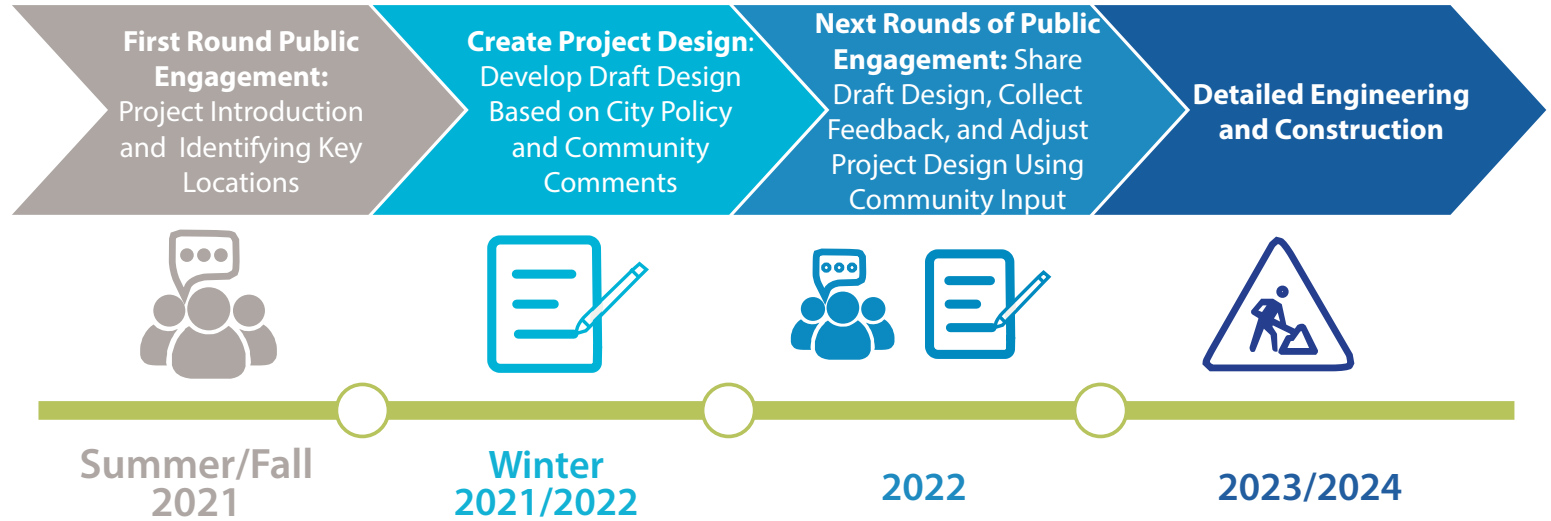 First Round Public
Engagement:
Project Introduction
and  Identifying Key
Locations
Create Project Design:
Develop Draft Design
Based on City Policy
and Community
Comments
Next Rounds of Public
Engagement: Share
Draft Design, Collect
Feedback, and Adjust
Project Design Using
Community Input
Detailed Engineering
and Construction
Summer/Fall
2021
Winter
2021/2022
2022
2023/2024